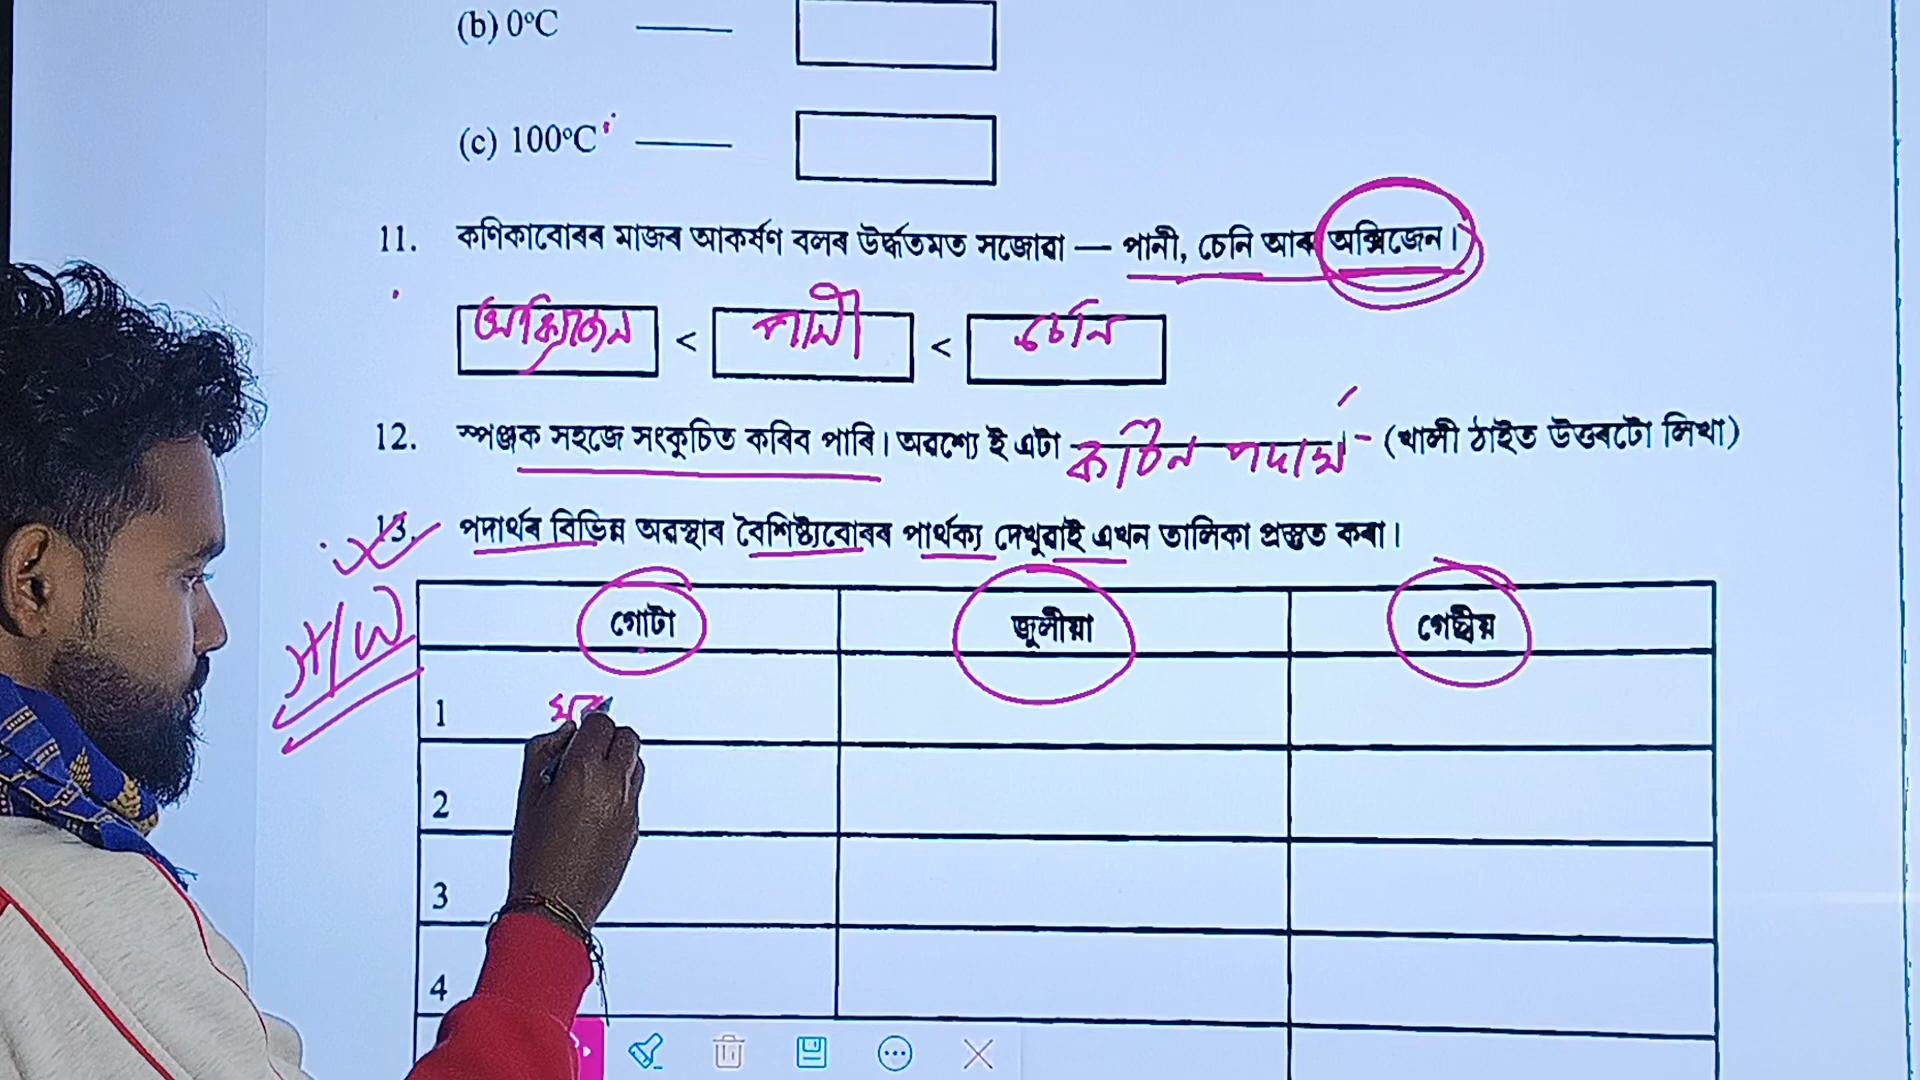 (b) 0°C
(c) 100°C
11. কণিকাবোৰৰ মাজৰ আকৰ্ষণ বলৰ উৰ্দ্ধতমত সজোৱা — পানী, চেনি আৰু অক্সিজেন।
অক্সিজেন < পানী < চেনি
12. স্পঞ্জক সহজে সংকুচিত কৰিব পাৰি। অৱশ্যে ই এটা কঠিন পদাৰ্থ (খালী ঠাইত উত্তৰটো লিখা)
13. পদাৰ্থৰ বিভিন্ন অৱস্থাৰ বৈশিষ্ট্যবোৰৰ পাৰ্থক্য দেখুৱাই এখন তালিকা প্ৰস্তুত কৰা।
H/W
গোটা জুলীয়া গেছীয়
1
2
3
4